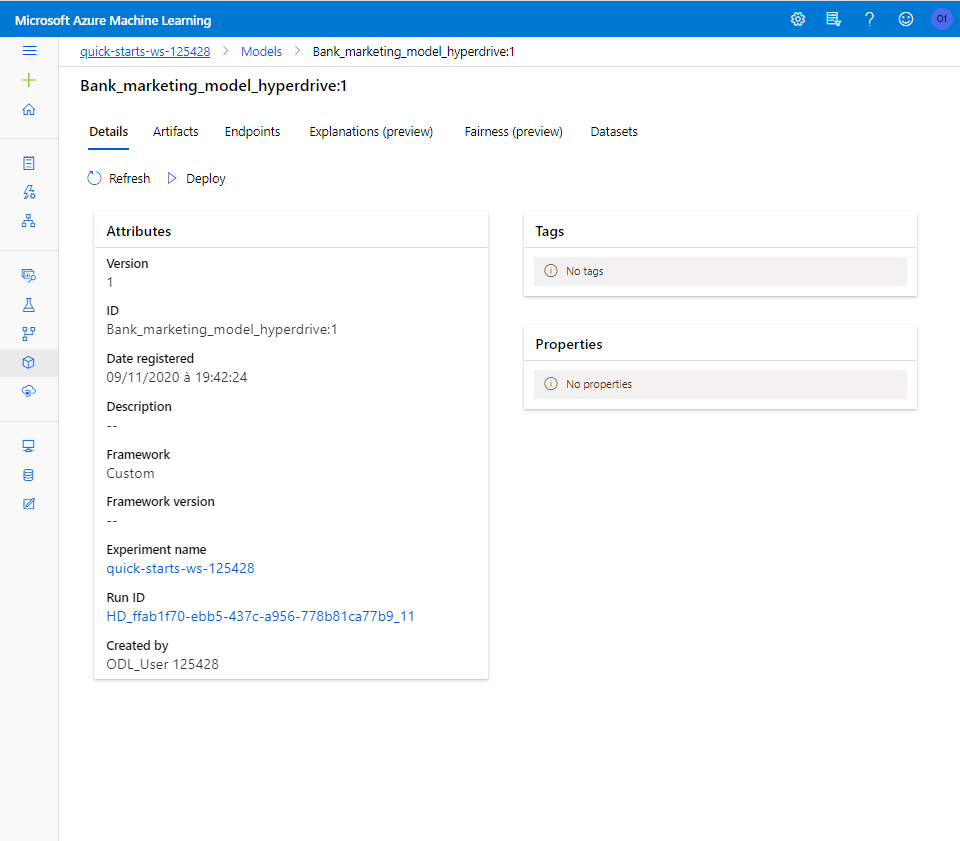 Microsoft Azure Machine Learning
O1
quick-starts-ws-125428 > Models > Bank_marketing_model_hyperdrive:1
Bank_marketing_model_hyperdrive:1
Details Artifacts Endpoints Explanations (preview) Fairness (preview) Datasets
Refresh Deploy
Attributes
Version
1
ID
Bank_marketing_model_hyperdrive:1
Date registered
09/11/2020 à 19:42:24
Description
--
Framework
Custom
Framework version
--
Experiment name
quick-starts-ws-125428
Run ID
HD_ffab1f70-ebb5-437c-a956-778b81ca77b9_11
Created by
ODL_User 125428
Tags
No tags
Properties
No properties